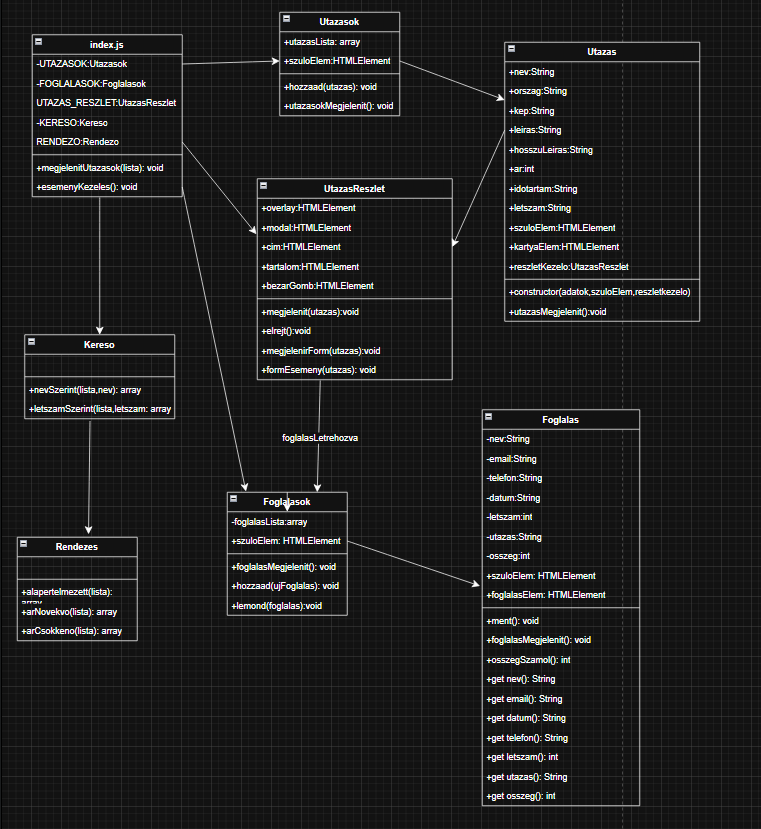 index.js
-UTAZASOK:Utazasok
-FOGLALASOK:Foglalasok
UTAZAS_RESZLET:UtazasReszlet
-KERESO:Kereso
RENDEZO:Rendezo
+megjelenitUtazasok(lista): void
+esemenyKezeles(): void
Utazasok
+utazasLista: array
+szuloElem:HTMLElement
+hozzaad(utazas): void
+utazasokMegjelenit(): void
Utazas
+nev:String
+orszag:String
+kep:String
+leiras:String
+hosszuLeiras:String
+ar:int
+idotartam:String
+letszam:String
+szuloElem:HTMLElement
+kartyaElem:HTMLElement
+reszletKezelo:UtazasReszlet
+constructor(adatok,szuloElem,reszletkezelo)
+utazasMegjelenit():void
UtazasReszlet
+overlay:HTMLElement
+modal:HTMLElement
+cim:HTMLElement
+tartalom:HTMLElement
+bezarGomb:HTMLElement
+megjelenit(utazas):void
+elrejt():void
+megjelenirForm(utazas):void
+formEsemeny(utazas): void
Kereso
+nevSzerint(lista,nev): array
+letszamSzerint(lista,letszam: array
foglalasLetrehozva
Foglalas
-nev:String
-email:String
-telefon:String
-datum:String
-letszam:int
-utazas:String
-osszeg:int
+szuloElem: HTMLElement
+foglalasElem: HTMLElement
+ment(): void
+foglalasMegjelenit(): void
+osszegSzamol(): int
+get nev(): String
+get email(): String
+get datum(): String
+get telefon(): String
+get letszam(): int
+get utazas(): String
+get osszeg(): int
Foglalasok
-foglalasLista:array
+szuloElem: HTMLElement
+foglalasMegjelenit(): void
+hozzaad(ujFoglalas): void
+lemond(foglalas):void
Rendezes
+alapertelmezett(lista):
array
+arNovekvo(lista): array
+arCsokkeno(lista): array